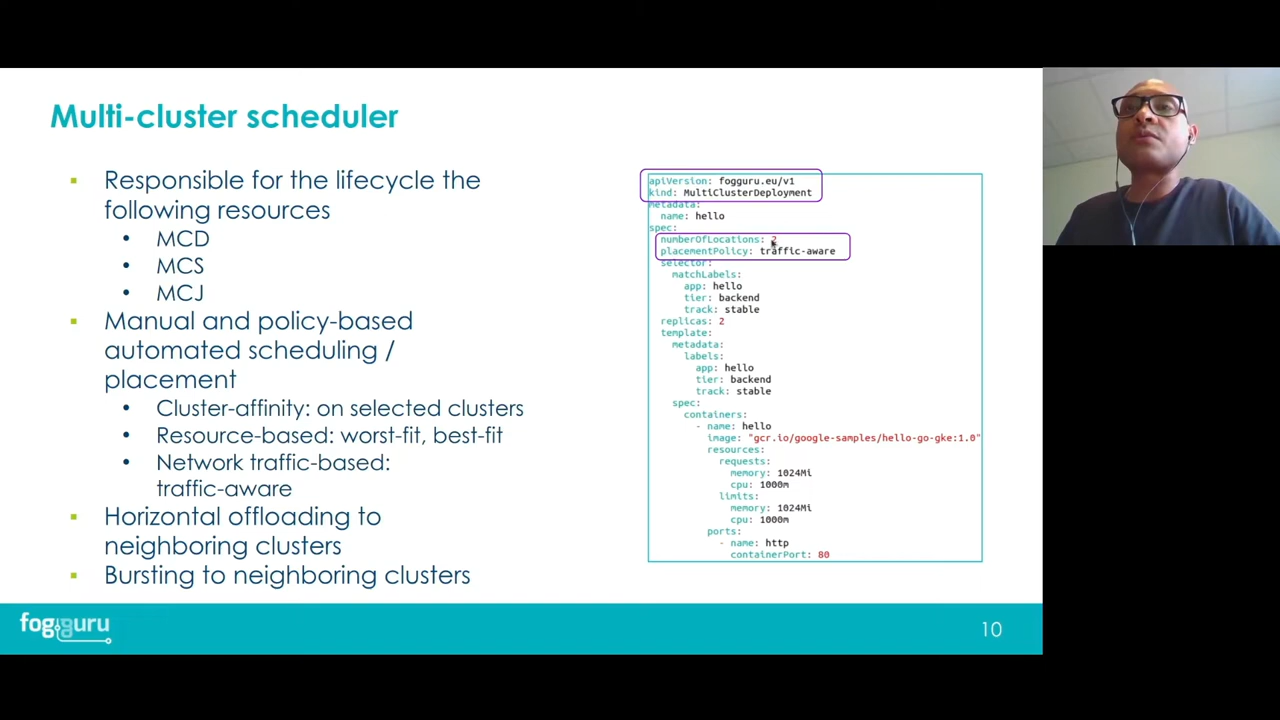 Multi-cluster scheduler
▪ Responsible for the lifecycle the
following resources
• MCD
• MCS
• MCJ
▪ Manual and policy-based
automated scheduling /
placement
• Cluster-affinity: on selected clusters
• Resource-based: worst-fit, best-fit
• Network traffic-based:
traffic-aware
▪ Horizontal offloading to
neighboring clusters
▪ Bursting to neighboring clusters
apiVersion: fogguru.eu/v1
kind: MultiClusterDeployment
metadata:
name: hello
spec:
numberOfLocations: 2
placementPolicy: traffic-aware
selector:
matchLabels:
app: hello
tier: backend
track: stable
replicas: 2
template:
metadata:
labels:
app: hello
tier: backend
track: stable
spec:
containers:
- name: hello
image: "gcr.io/google-samples/hello-go-gke:1.0"
resources:
requests:
memory: 1024Mi
cpu: 1000m
limits:
memory: 1024Mi
cpu: 1000m
ports:
- name: http
containerPort: 80
fogguru
10